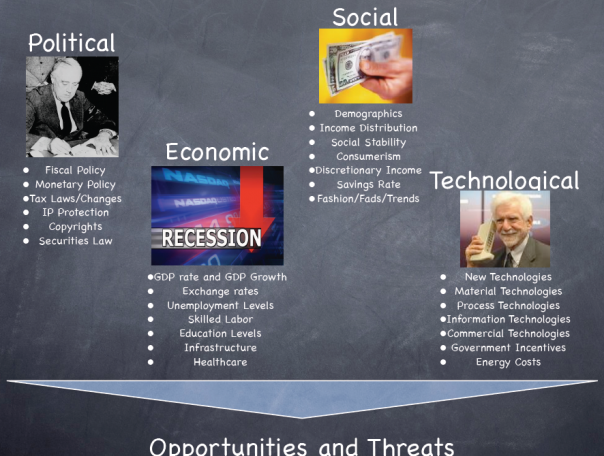 Political
● Fiscal Policy
● Monetary Policy
●Tax Laws/Changes
● IP Protection
● Copyrights
● Securities Law
Economic
NASDAQ
NASDAQ
RECESSION
●GDP rate and GDP Growth
● Exchange rates
● Unemployment Levels
● Skilled Labor
● Education Levels
● Infrastructure
● Healthcare
Social
● Demographics
● Income Distribution
● Social Stability
● Consumerism
●Discretionary Income
● Savings Rate
● Fashion/Fads/Trends
Technological
● New Technologies
● Material Technologies
● Process Technologies
●Information Technologies
●Commercial Technologies
● Government Incentives
● Energy Costs
Opportunities and Threats